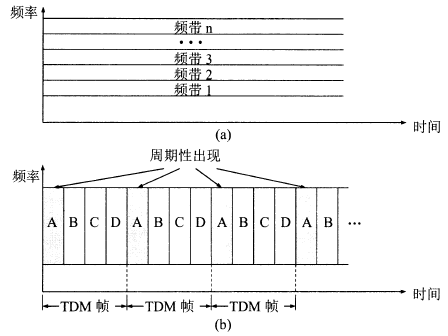 频率
频带 n
•••
频带 3
频带 2
频带 1
时间
(a)
周期性出现
频率
A B C D A B C D A B C D A B ···
时间
TDM 帧 TDM 帧 TDM 帧
(b)